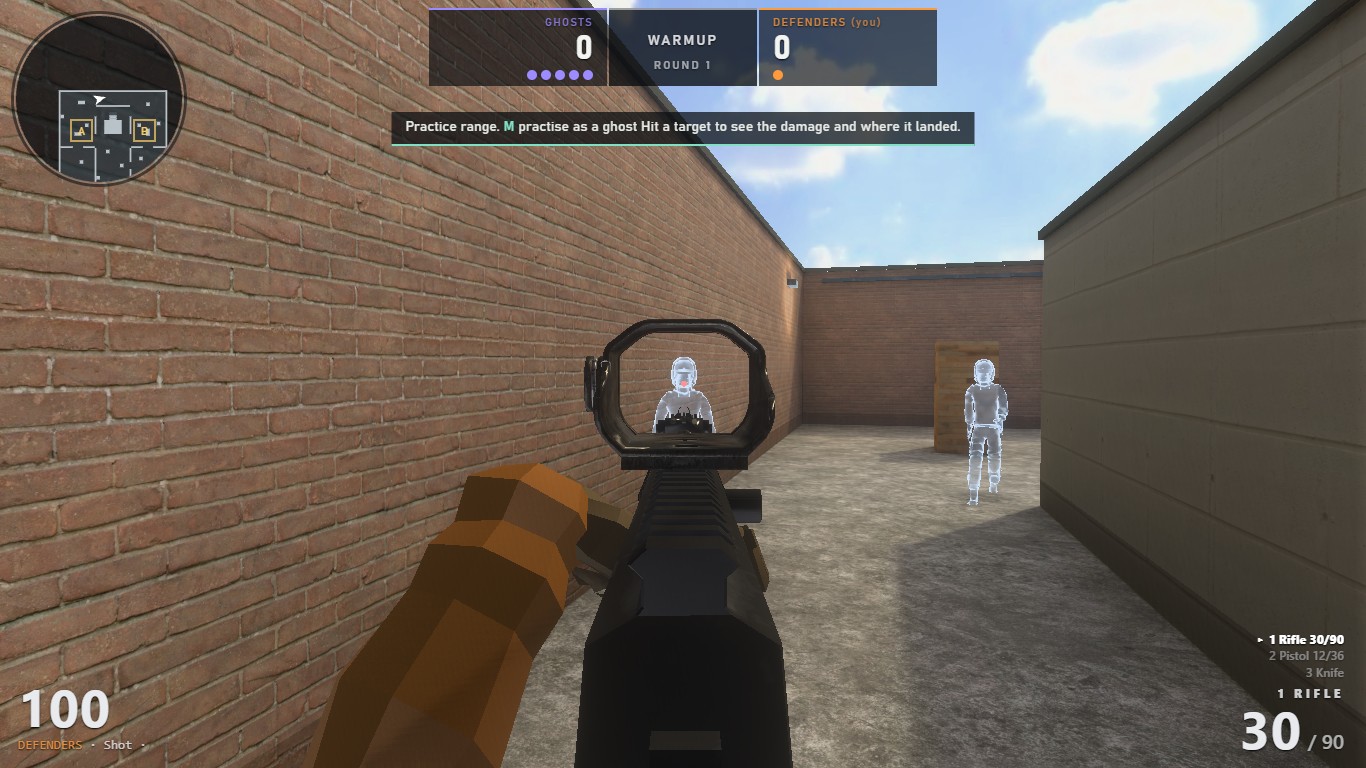 GHOSTS
0
WARMUP
ROUND 1
DEFENDERS (you)
0
Practice range. M practise as a ghost Hit a target to see the damage and where it landed.
A
B
▸ 1 Rifle 30/90
2 Pistol 12/36
3 Knife
1 RIFLE
30 / 90
100
DEFENDERS · Shot ·